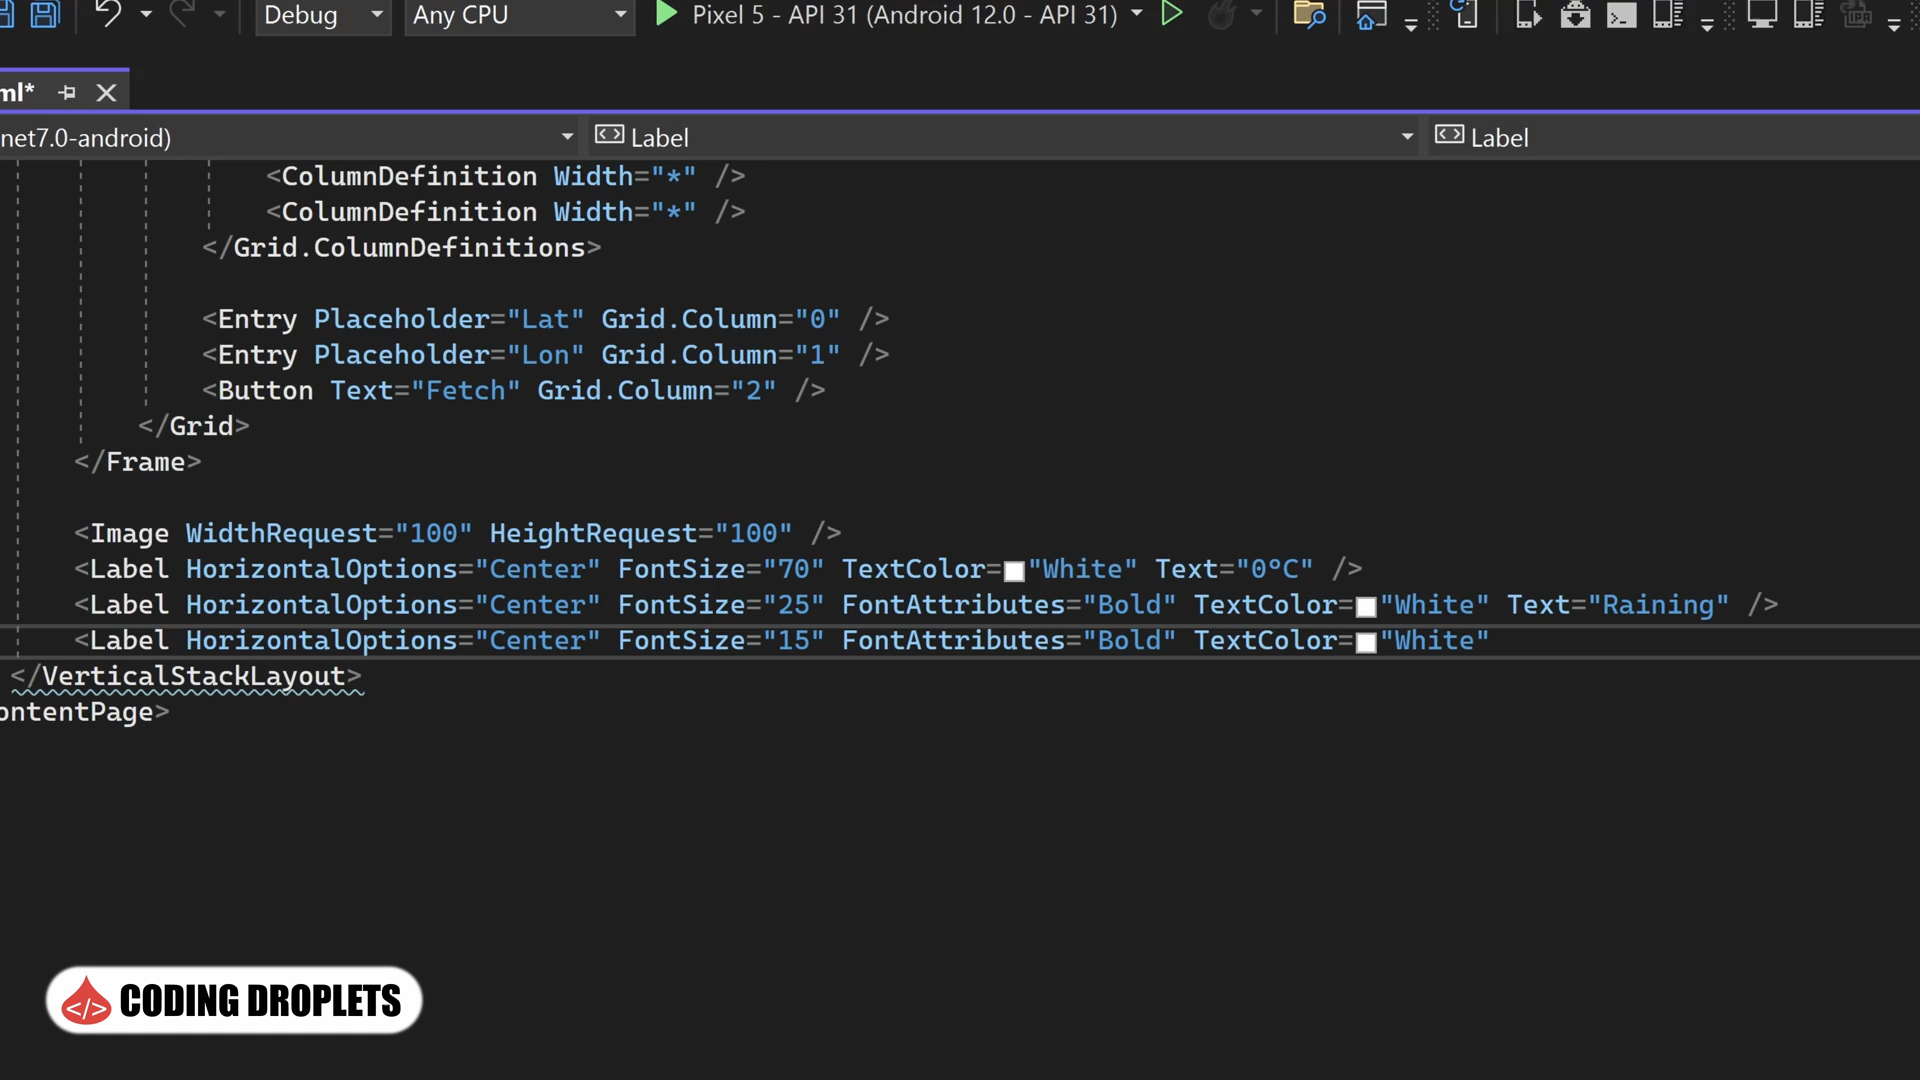 Debug Any CPU Pixel 5 - API 31 (Android 12.0 - API 31)
ml*
net7.0-android) Label Label
<ColumnDefinition Width="*" />
<ColumnDefinition Width="*" />
</Grid.ColumnDefinitions>
<Entry Placeholder="Lat" Grid.Column="0" />
<Entry Placeholder="Lon" Grid.Column="1" />
<Button Text="Fetch" Grid.Column="2" />
</Grid>
</Frame>
<Image WidthRequest="100" HeightRequest="100" />
<Label HorizontalOptions="Center" FontSize="70" TextColor="White" Text="0°C" />
<Label HorizontalOptions="Center" FontSize="25" FontAttributes="Bold" TextColor="White" Text="Raining" />
<Label HorizontalOptions="Center" FontSize="15" FontAttributes="Bold" TextColor="White"
</VerticalStackLayout>
ontentPage>
</> CODING DROPLETS